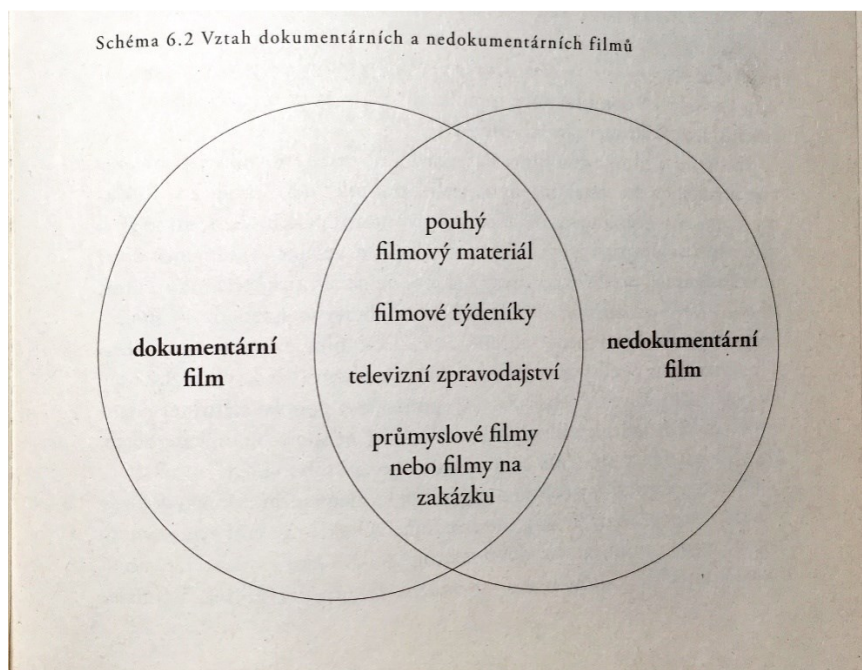 Schéma 6.2 Vztah dokumentárních a nedokumentárních filmů
pouhý
filmový materiál
filmové týdeníky
dokumentární
film
televizní zpravodajství
nedokumentární
film
průmyslové filmy
nebo filmy na
zakázku